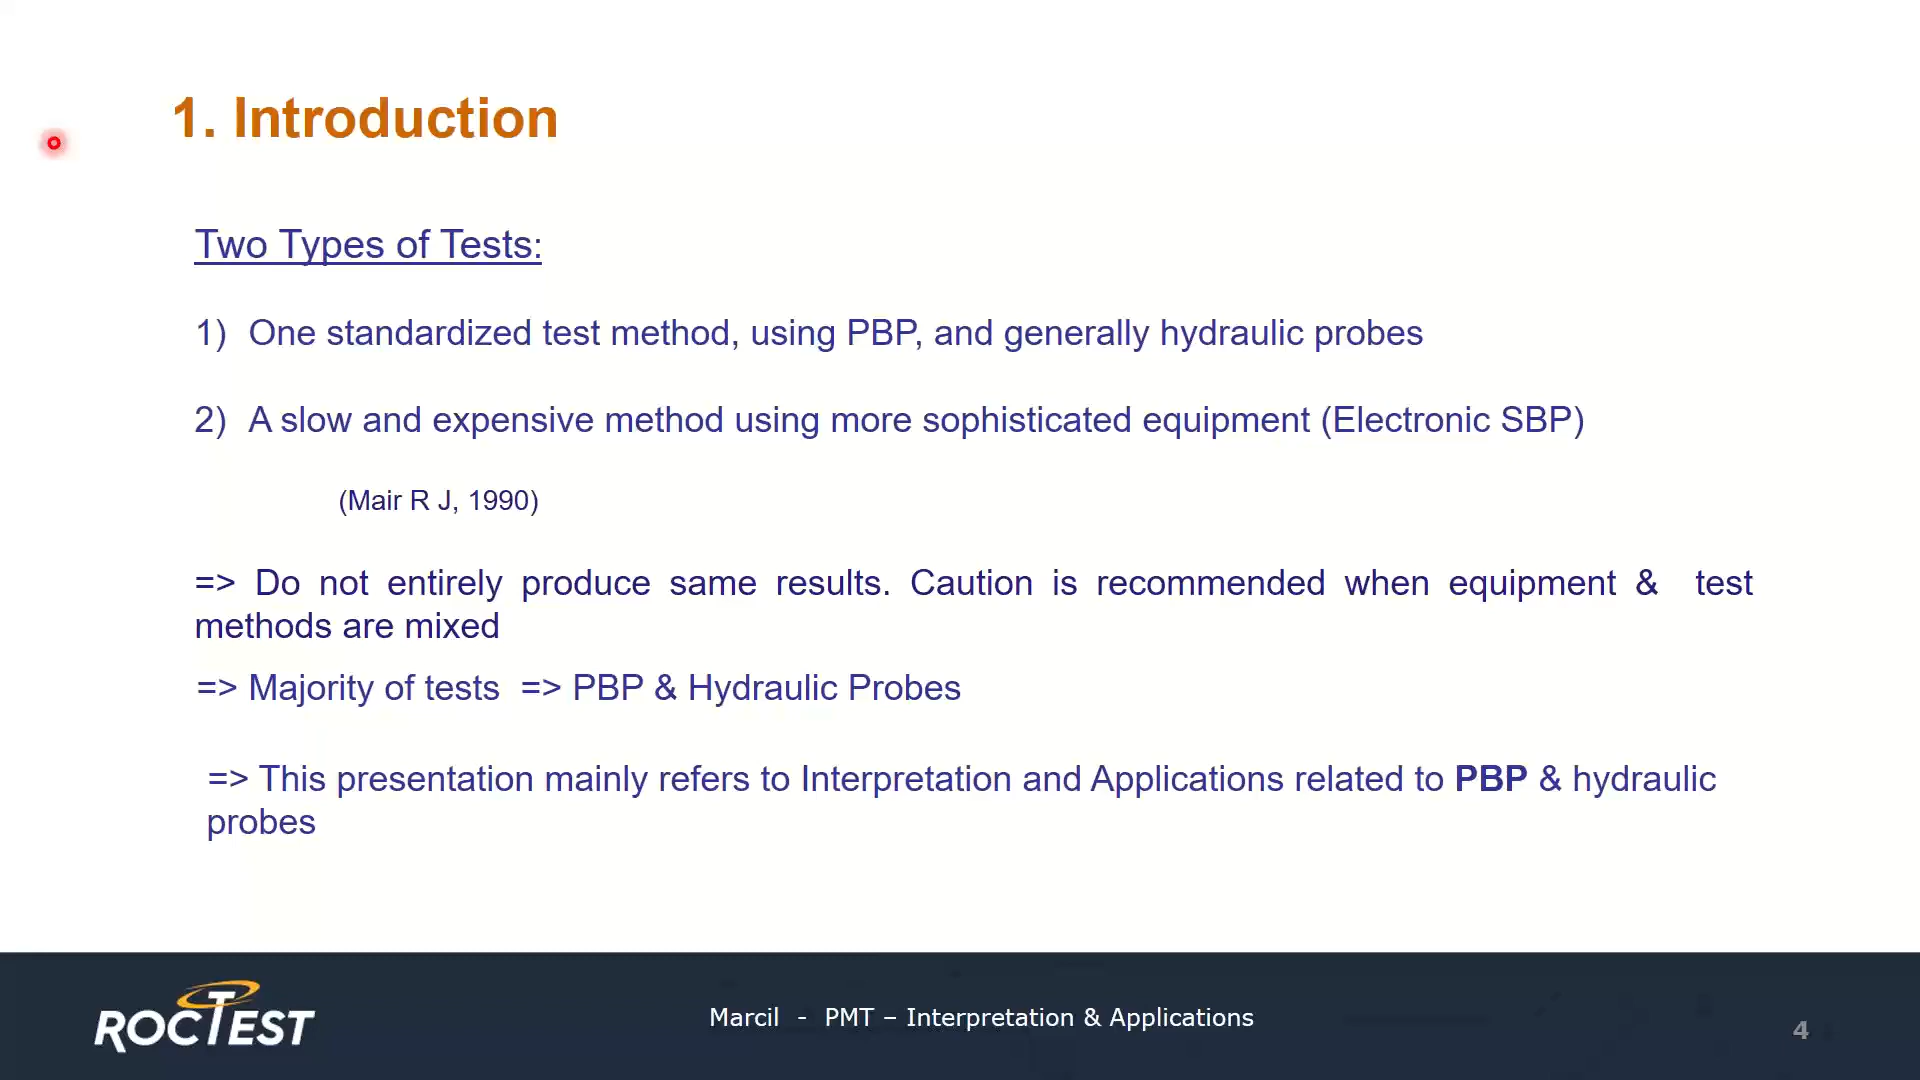 1. Introduction
Two Types of Tests:
1) One standardized test method, using PBP, and generally hydraulic probes
2) A slow and expensive method using more sophisticated equipment (Electronic SBP)
(Mair R J, 1990)
=> Do not entirely produce same results. Caution is recommended when equipment & test
methods are mixed
=> Majority of tests => PBP & Hydraulic Probes
=> This presentation mainly refers to Interpretation and Applications related to PBP & hydraulic
probes
ROCTEST
Marcil - PMT – Interpretation & Applications
4